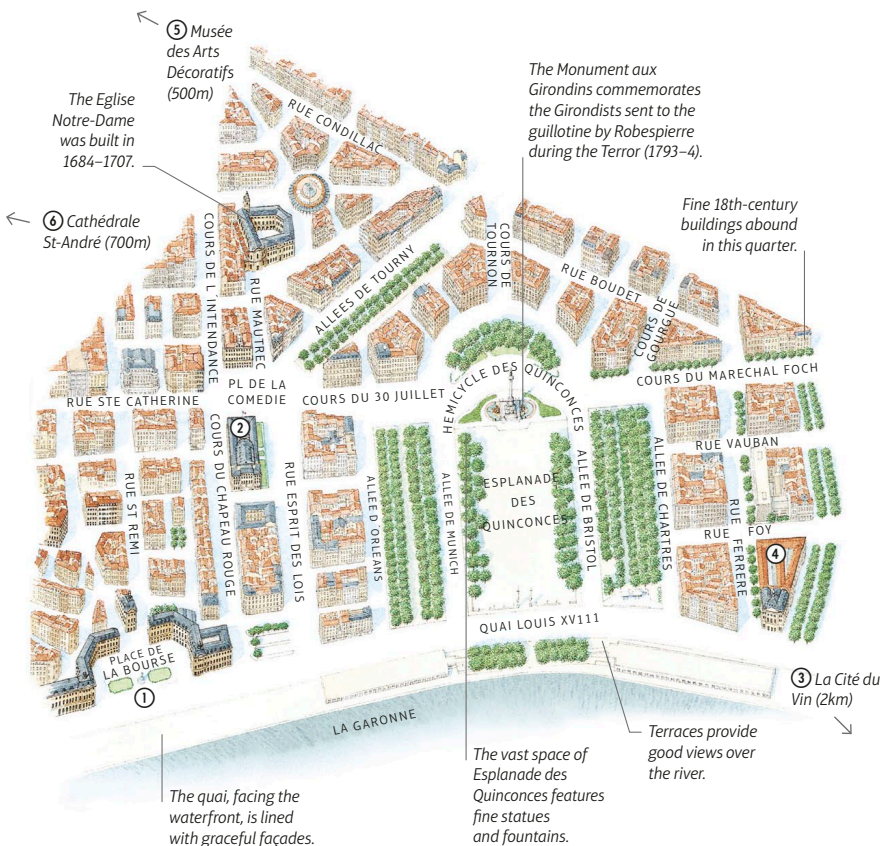 ⑤ Musée
des Arts
Décoratifs
(500m)
The Eglise
Notre-Dame
was built in
1684–1707.
The Monument aux
Girondins commemorates
the Girondists sent to the
guillotine by Robespierre
during the Terror (1793–4).
Fine 18th-century
buildings abound
in this quarter.
⑥ Cathédrale
St-André (700m)
RUE CONDILLAC
COURS DE L'INTENDANCE
RUE MAUTREC
ALLEES DE TOURNY
COURS DE
TOURNON
RUE BOUDET
COURS DE
GOURGUE
RUE STE CATHERINE
PL DE LA
COMEDIE
COURS DU 30 JUILLET
HEMICYCLE DES QUINCONCES
COURS DU MARECHAL FOCH
②
RUE ST REMI
COURS DU CHAPEAU ROUGE
RUE ESPRIT DES LOIS
ALLEE D'ORLEANS
ALLEE DE MUNICH
ESPLANADE
DES
QUINCONCES
ALLEE DE BRISTOL
ALLEE DE CHARTRES
RUE VAUBAN
RUE FOY
RUE
FERRERE
④
PLACE DE
LA BOURSE
①
QUAI LOUIS XV111
LA GARONNE
③ La Cité du
Vin (2km)
Terraces provide
good views over
the river.
The vast space of
Esplanade des
Quinconces features
fine statues
and fountains.
The quai, facing the
waterfront, is lined
with graceful façades.